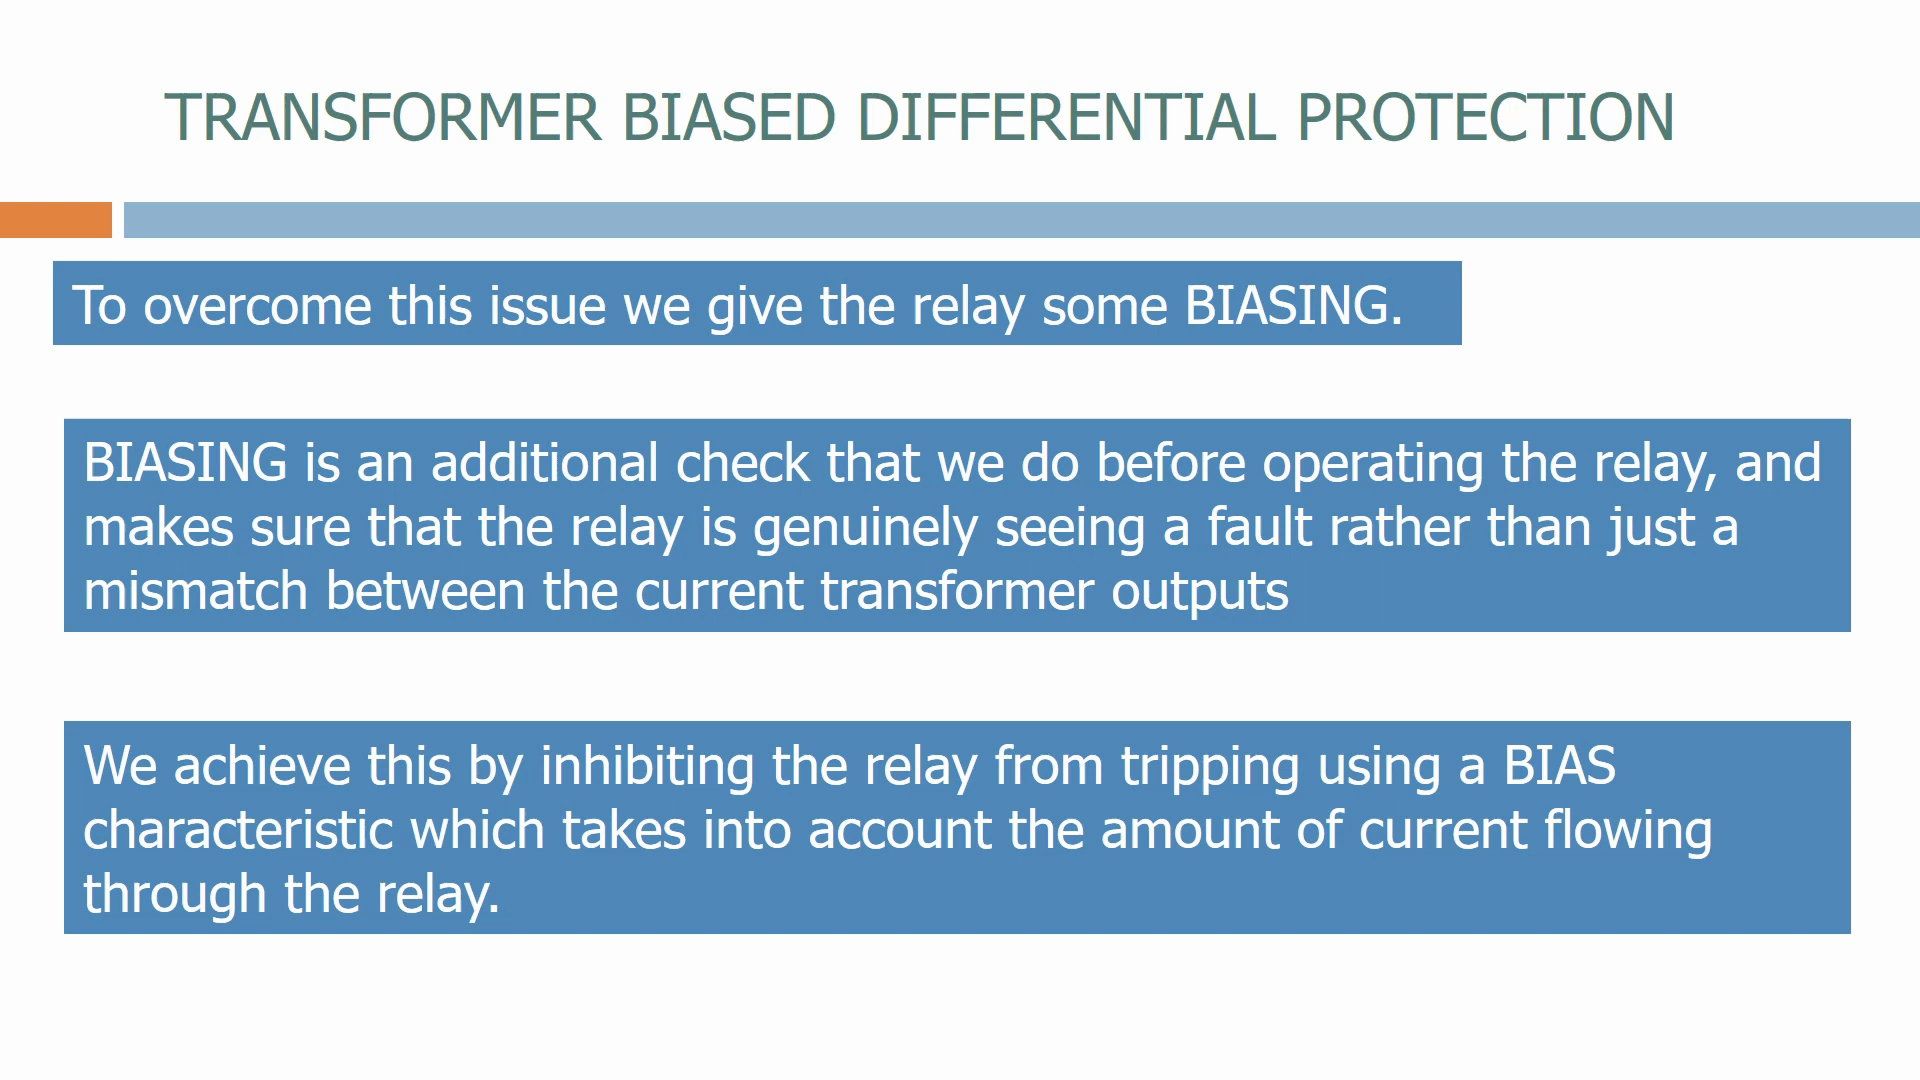 TRANSFORMER BIASED DIFFERENTIAL PROTECTION
To overcome this issue we give the relay some BIASING.
BIASING is an additional check that we do before operating the relay, and
makes sure that the relay is genuinely seeing a fault rather than just a
mismatch between the current transformer outputs
We achieve this by inhibiting the relay from tripping using a BIAS
characteristic which takes into account the amount of current flowing
through the relay.